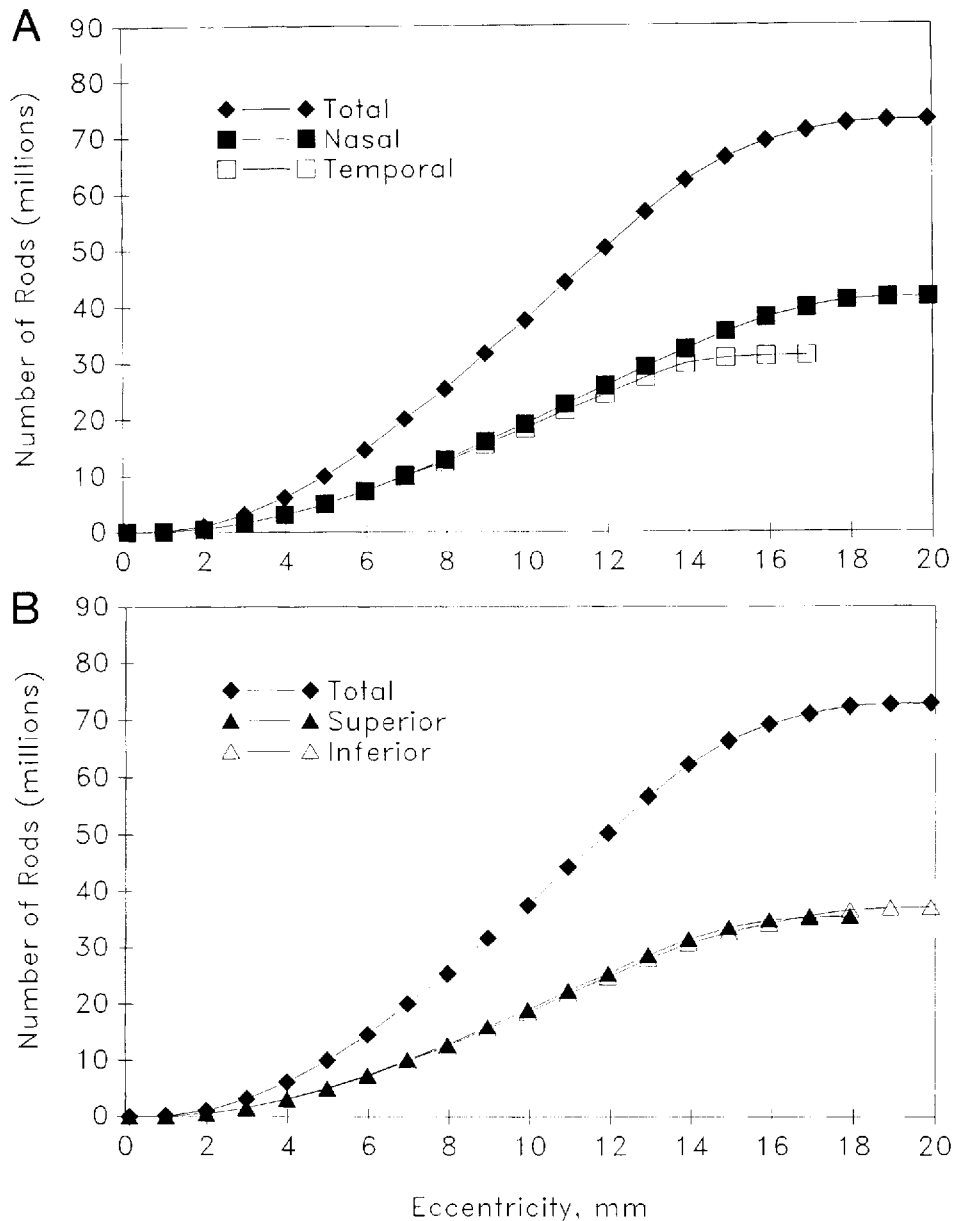 A
Number of Rods (millions)
90
80
70
60
50
40
30
20
10
0
Total
Nasal
Temporal
0 2 4 6 8 10 12 14 16 18 20
B
Number of Rods (millions)
90
80
70
60
50
40
30
20
10
0
Total
Superior
Inferior
0 2 4 6 8 10 12 14 16 18 20
Eccentricity, mm